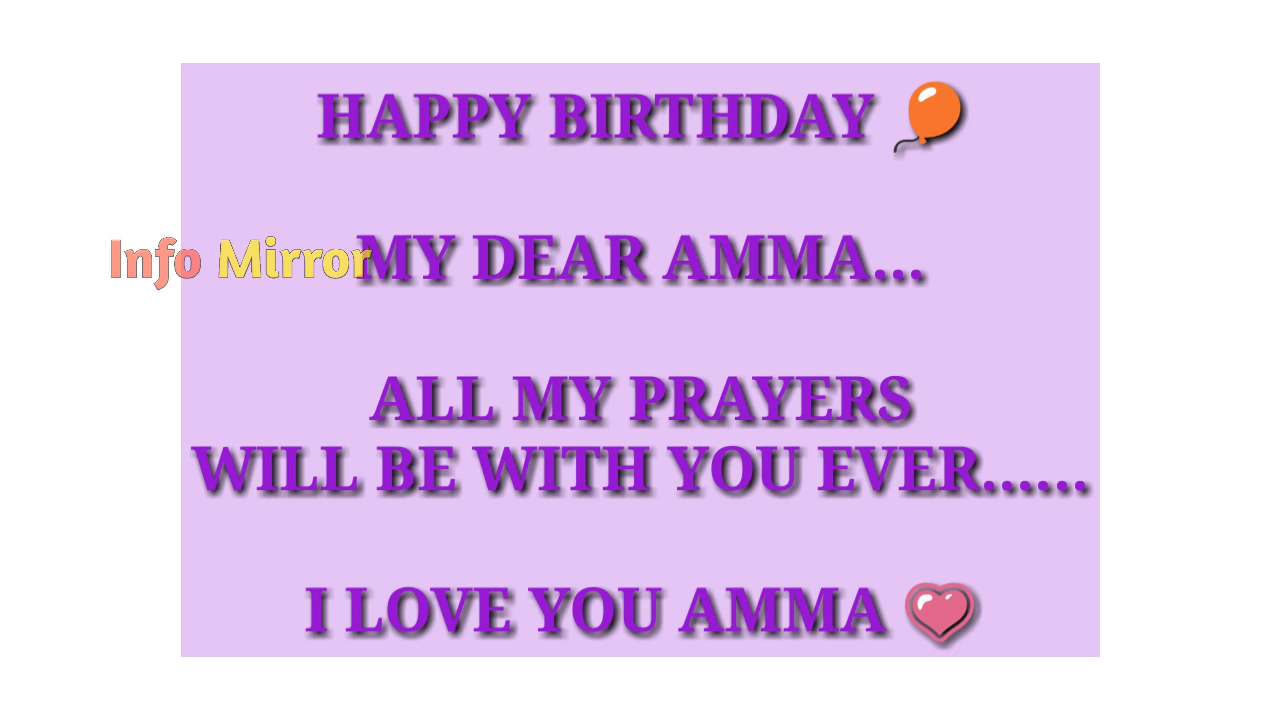 HAPPY BIRTHDAY 🎈
Info Mirror
MY DEAR AMMA...
ALL MY PRAYERS
WILL BE WITH YOU EVER......
I LOVE YOU AMMA 💗